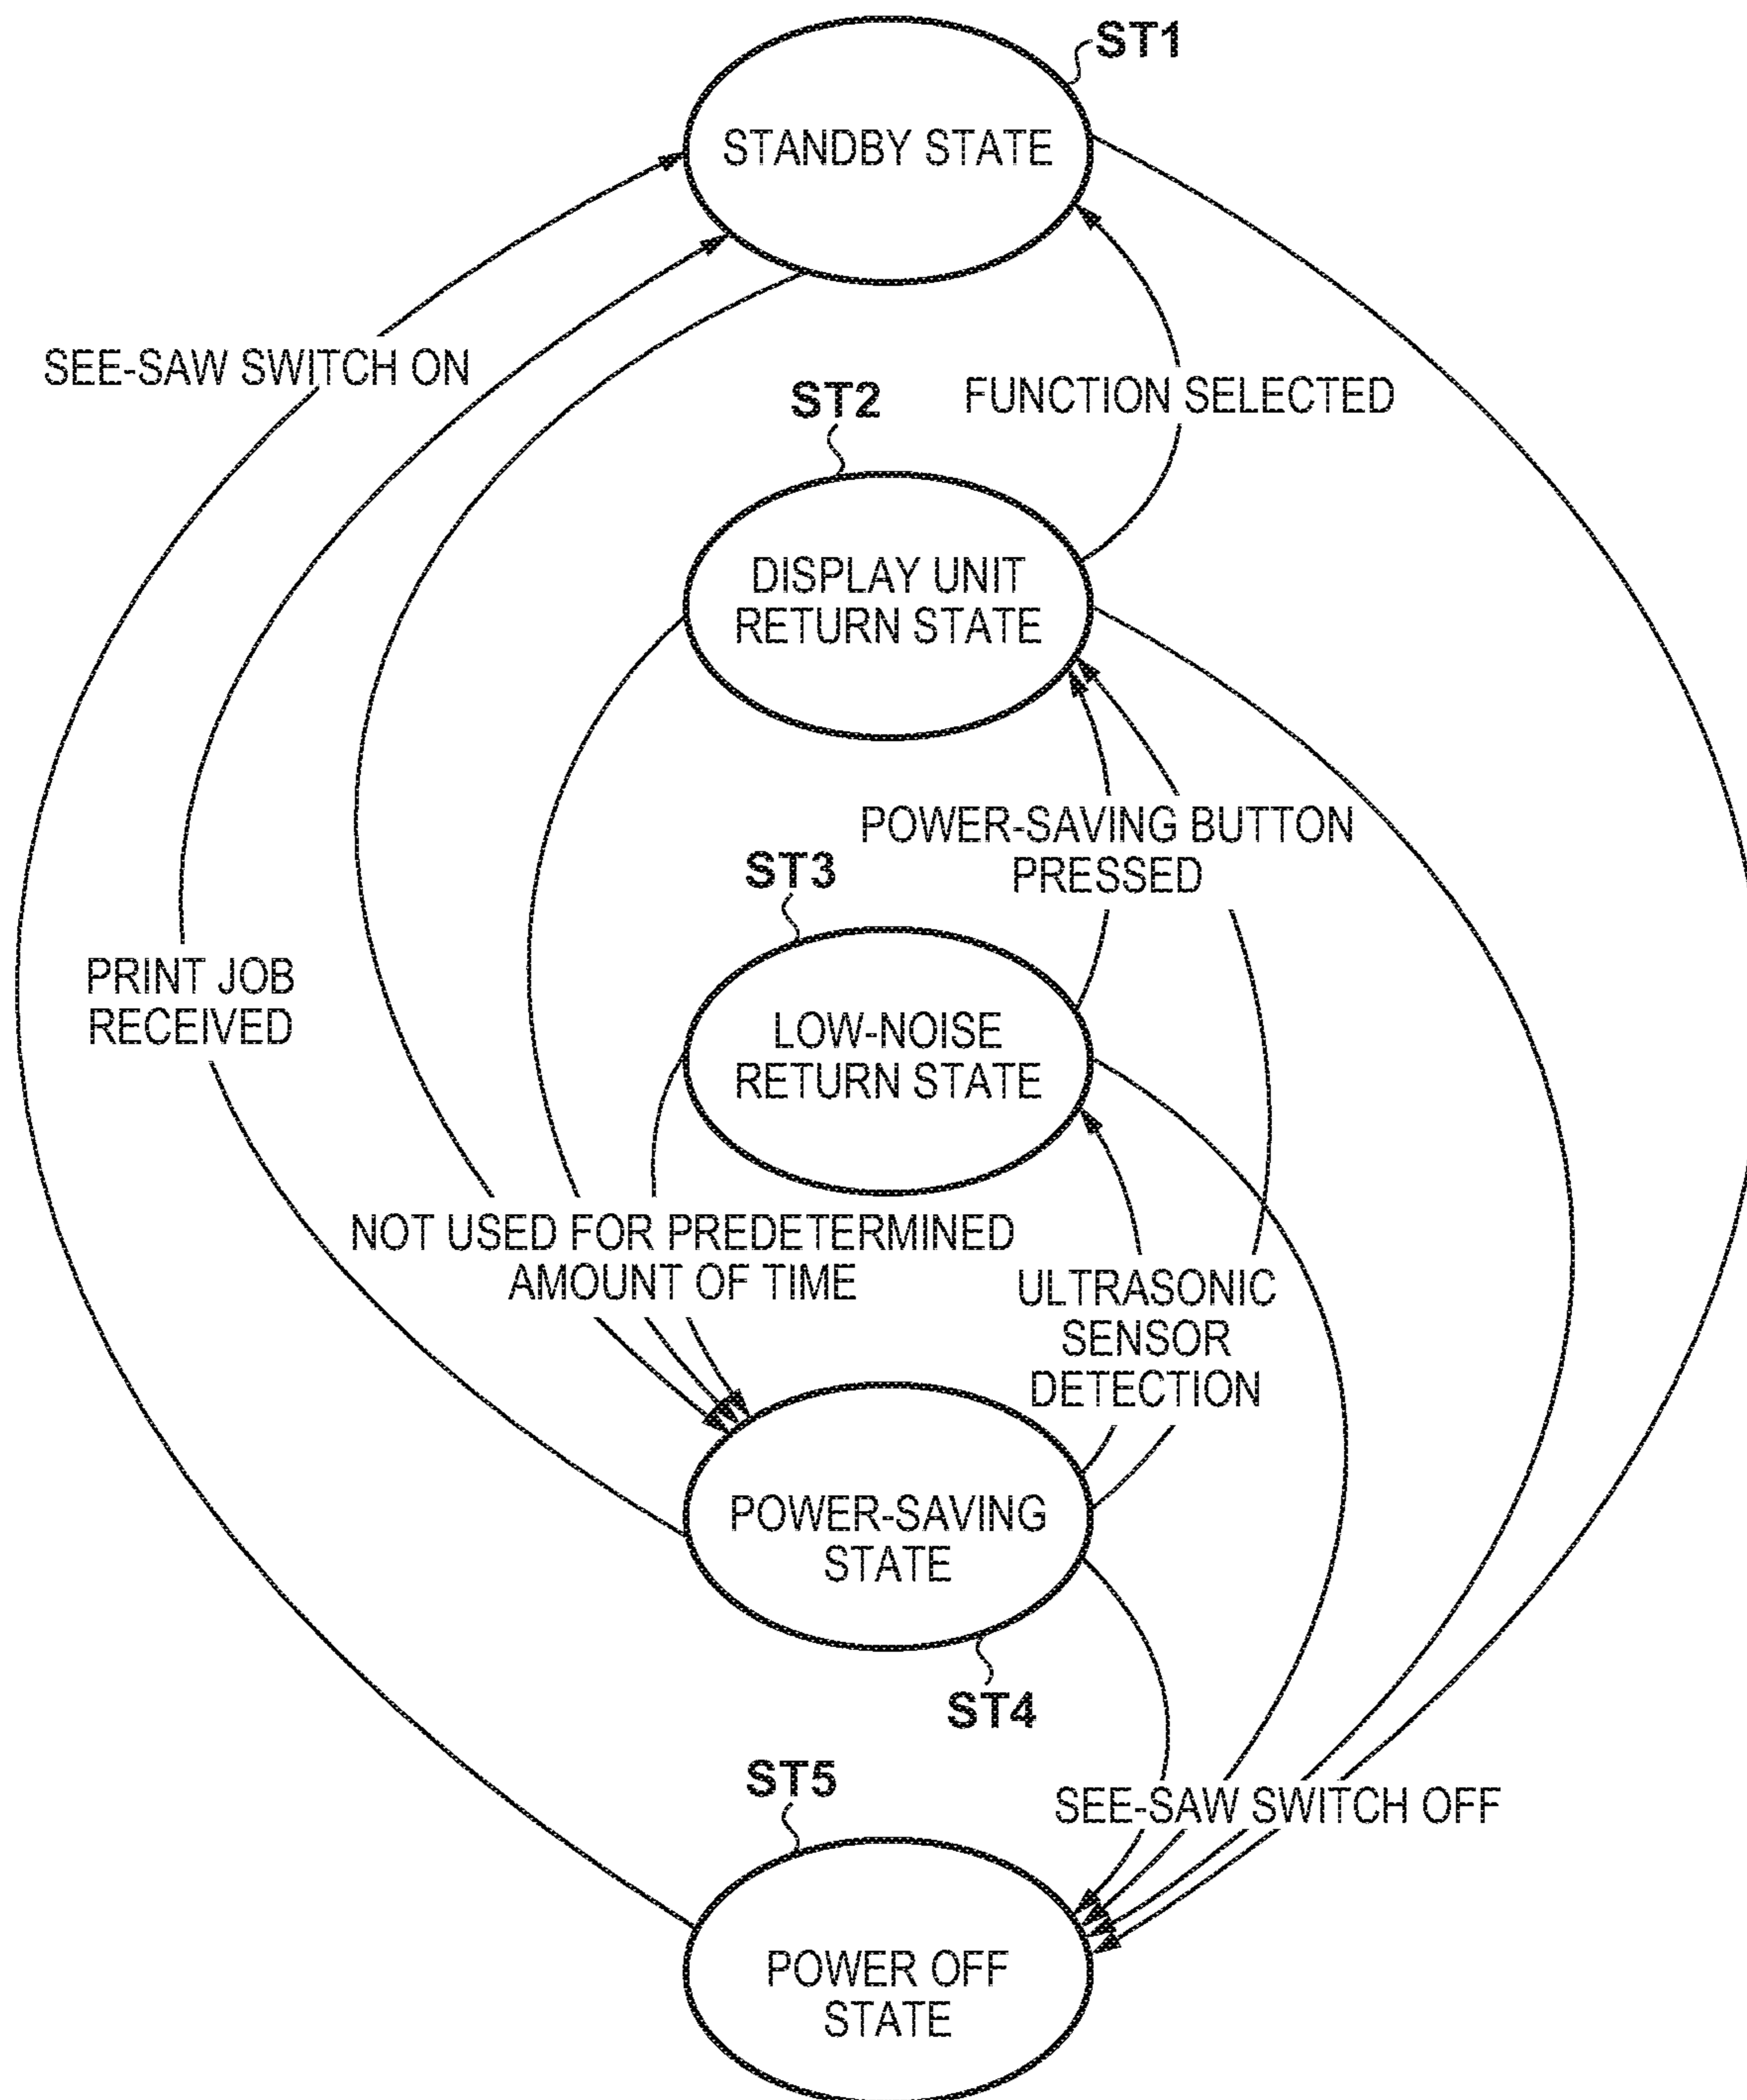 ST1
STANDBY STATE
SEE-SAW SWITCH ON
FUNCTION SELECTED
ST2
DISPLAY UNIT
RETURN STATE
POWER-SAVING BUTTON
PRESSED
ST3
PRINT JOB
RECEIVED
LOW-NOISE
RETURN STATE
NOT USED FOR PREDETERMINED
AMOUNT OF TIME
ULTRASONIC
SENSOR
DETECTION
POWER-SAVING
STATE
ST4
ST5
SEE-SAW SWITCH OFF
POWER OFF
STATE